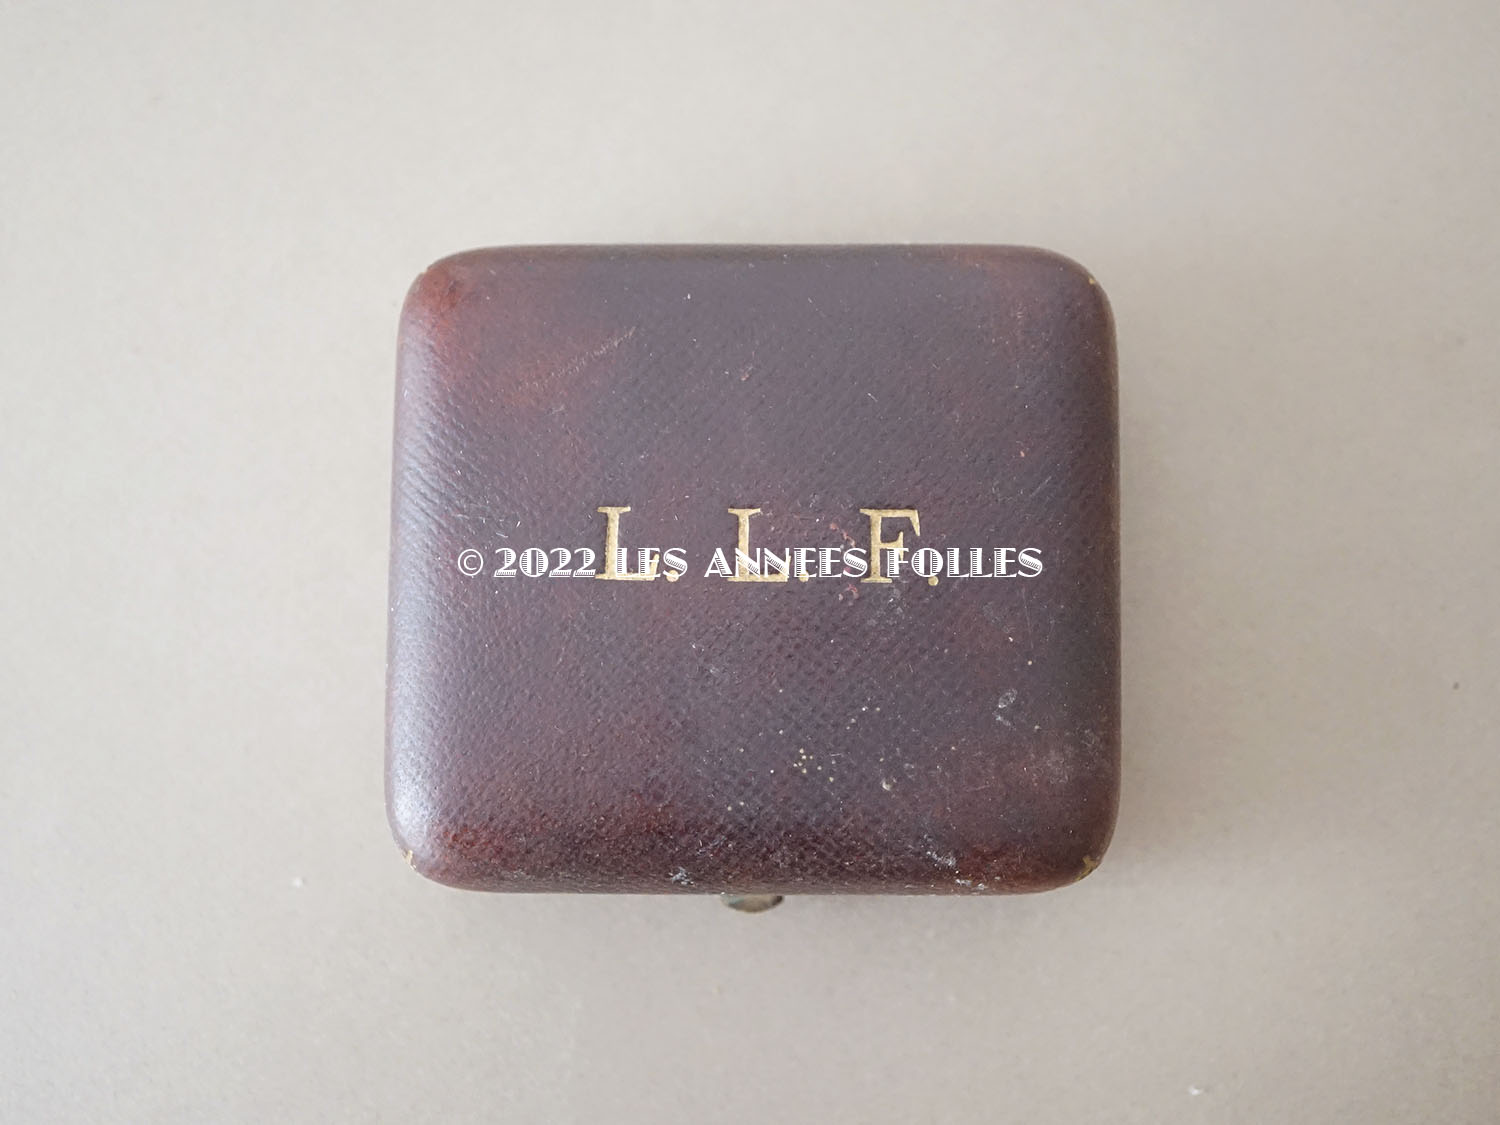 L. L. F.
© 2022 LES ANNEES FOLLES